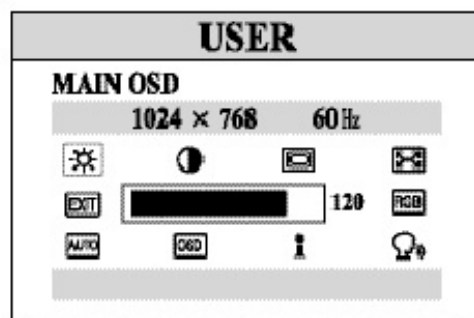 USER
MAIN OSD
1024 × 768 60Hz
EXIT 120 RGB
AUTO OSD